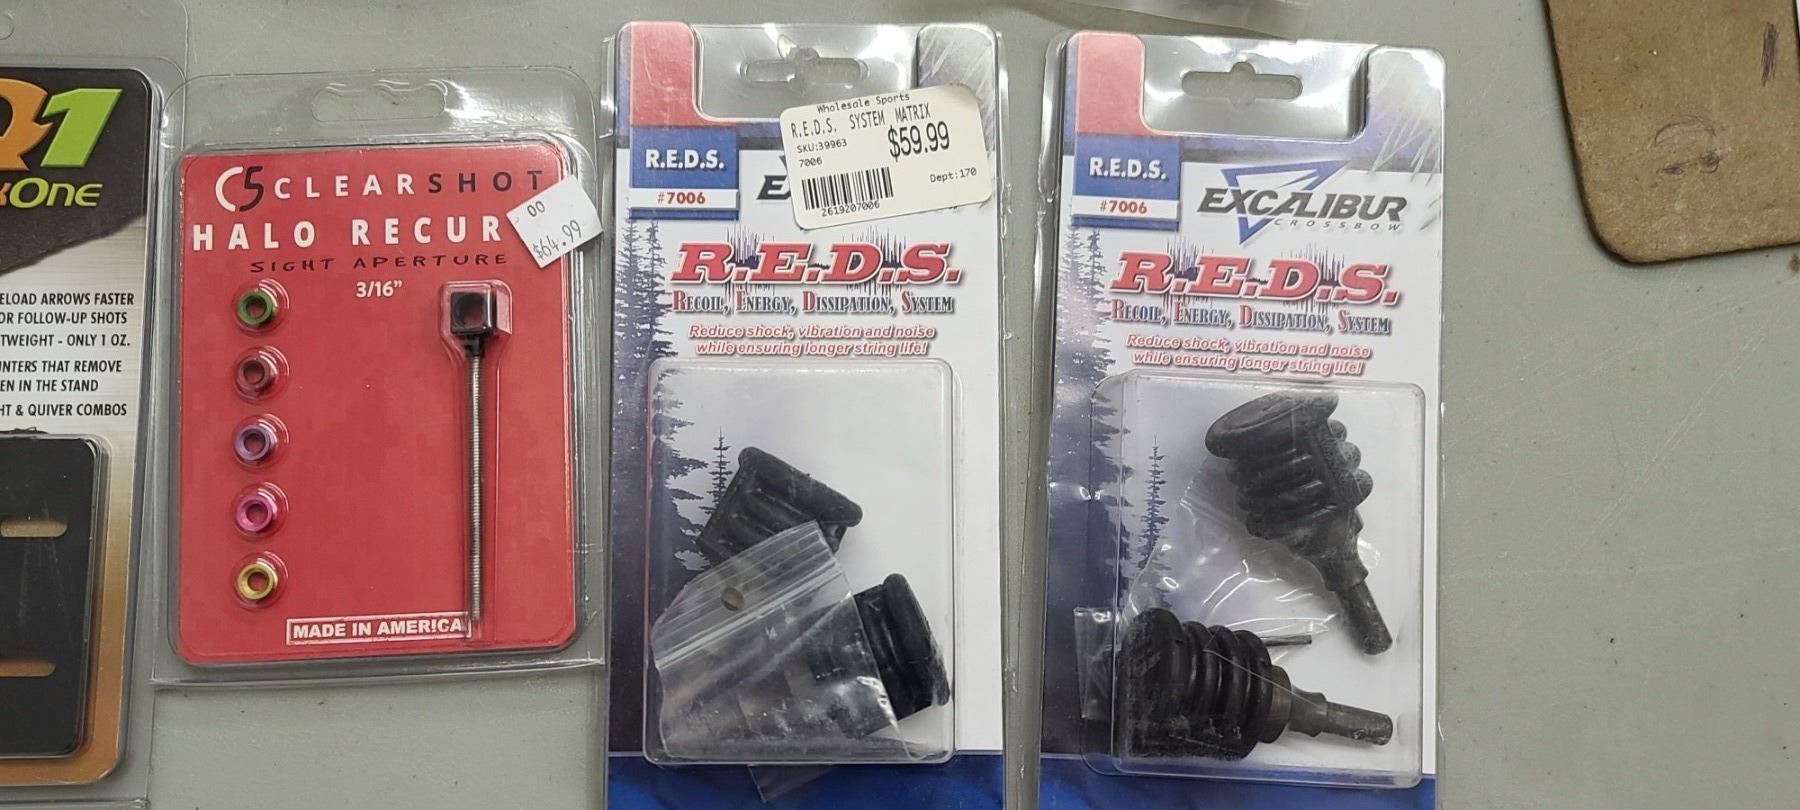 1
ONE
ELOAD ARROWS FASTER
OR FOLLOW-UP SHOTS
TWEIGHT - ONLY 1 OZ.
NTERS THAT REMOVE
EN IN THE STAND
HT & QUIVER COMBOS
CLEARSHOT
HALO RECUR
SIGHT APERTURE
3/16"
00
$64.99
MADE IN AMERICA
Wholesale Sports
R.E.D.S. SYSTEM MATRIX
SKU:39963
$59.99
7006
Dept:170
2619207006
R.E.D.S.
#7006
E
R.E.D.S.
RECOIL, ENERGY, DISSIPATION, SYSTEM
Reduce shock, vibration and noise
while ensuring longer string life!
R.E.D.S.
#7006
EXCALIBUR
CROSSBOW
R.E.D.S.
RECOIL, ENERGY, DISSIPATION, SYSTEM
Reduce shock, vibration and noise
while ensuring longer string life!